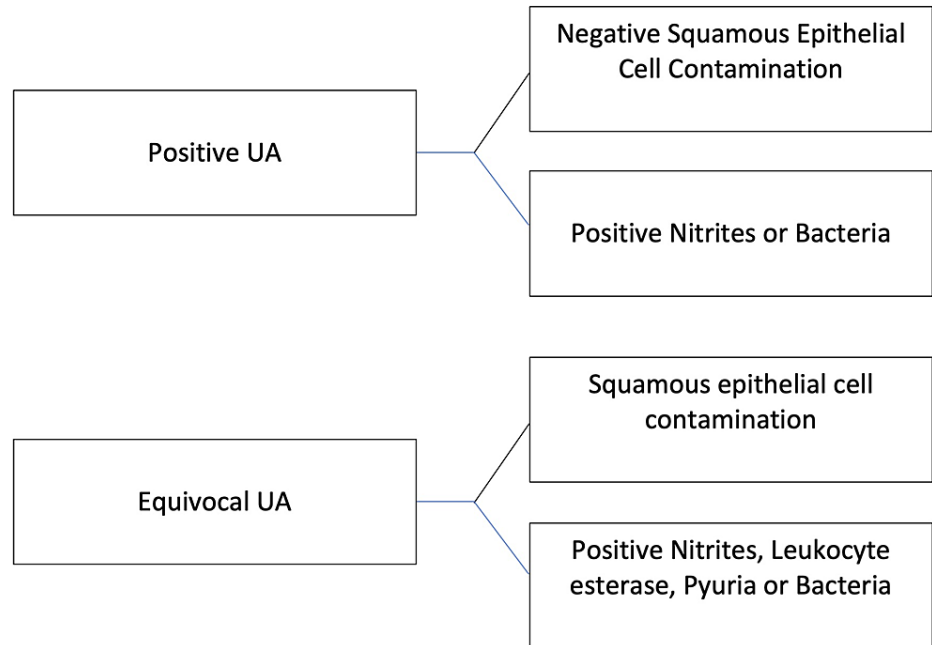 Positive UA
Negative Squamous Epithelial
Cell Contamination
Positive Nitrites or Bacteria
Equivocal UA
Squamous epithelial cell
contamination
Positive Nitrites, Leukocyte
esterase, Pyuria or Bacteria